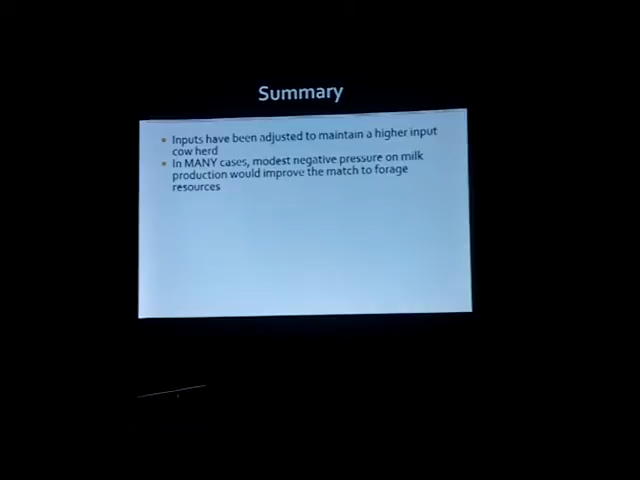 Summary
• Inputs have been adjusted to maintain a higher input
cow herd
• In MANY cases, modest negative pressure on milk
production would improve the match to forage
resources